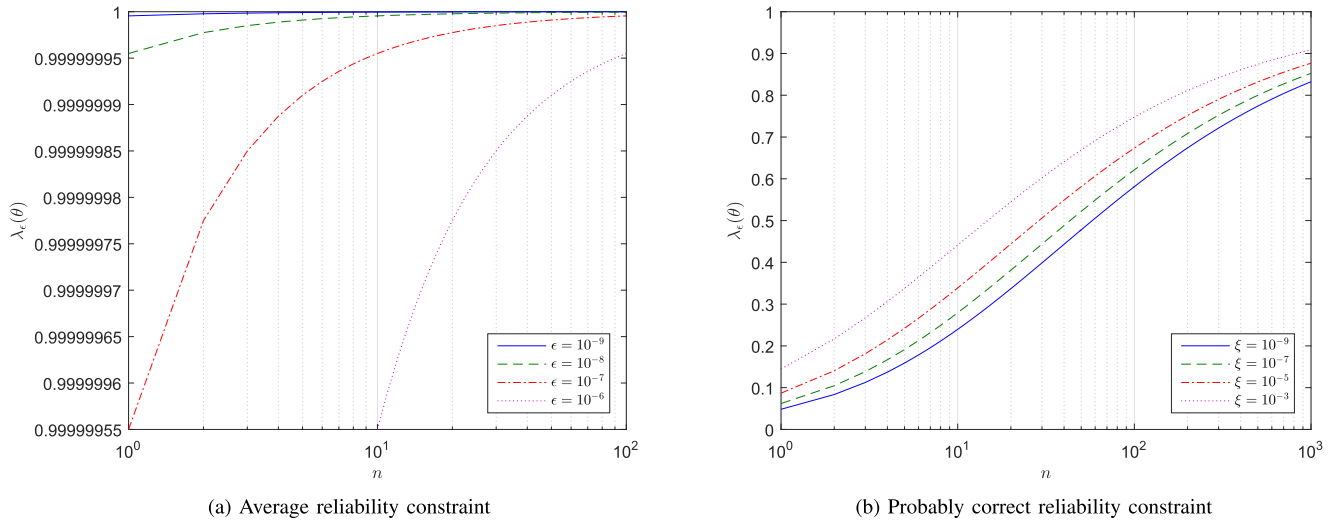 1
0.99999995
0.9999999
0.99999985
0.9999998
0.99999975
0.9999997
0.99999965
0.9999996
0.99999955
λϵ(θ)
10^0
10^1
10^2
n
ϵ = 10^−9
ϵ = 10^−8
ϵ = 10^−7
ϵ = 10^−6
(a) Average reliability constraint
1
0.9
0.8
0.7
0.6
0.5
0.4
0.3
0.2
0.1
0
λϵ(θ)
10^0
10^1
10^2
10^3
n
ξ = 10^−9
ξ = 10^−7
ξ = 10^−5
ξ = 10^−3
(b) Probably correct reliability constraint